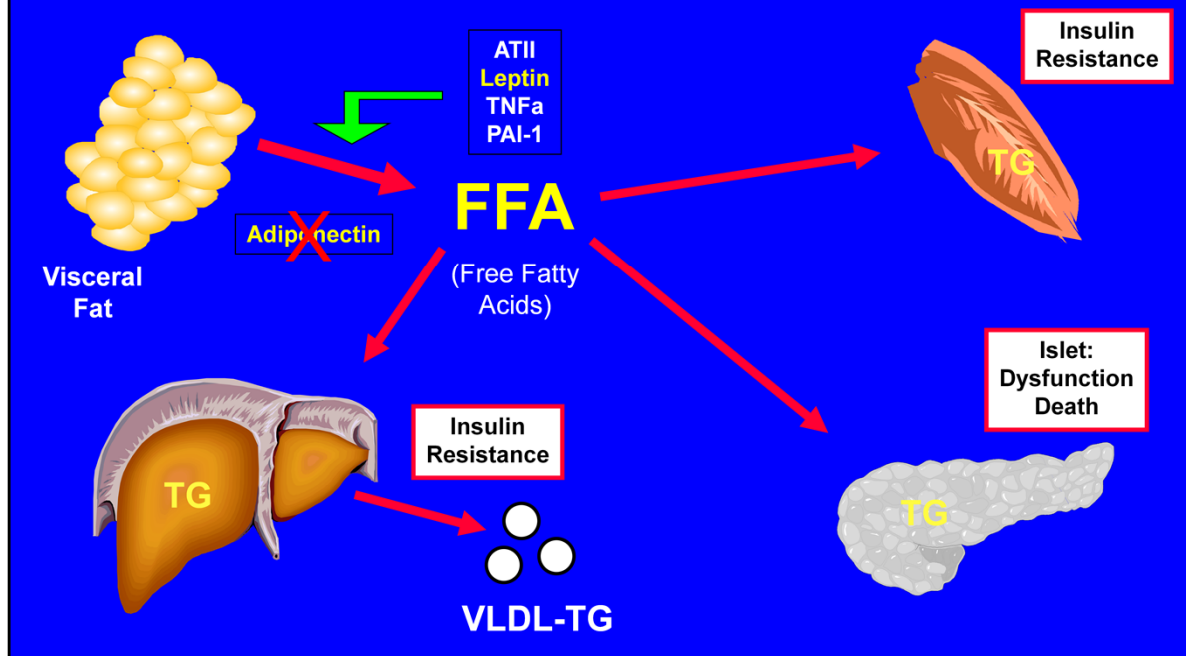 ATII
Leptin
TNFa
PAI-1
Insulin
Resistance
TG
FFA
Adiponectin
(Free Fatty
Acids)
Visceral
Fat
Islet:
Dysfunction
Death
Insulin
Resistance
TG
TG
VLDL-TG